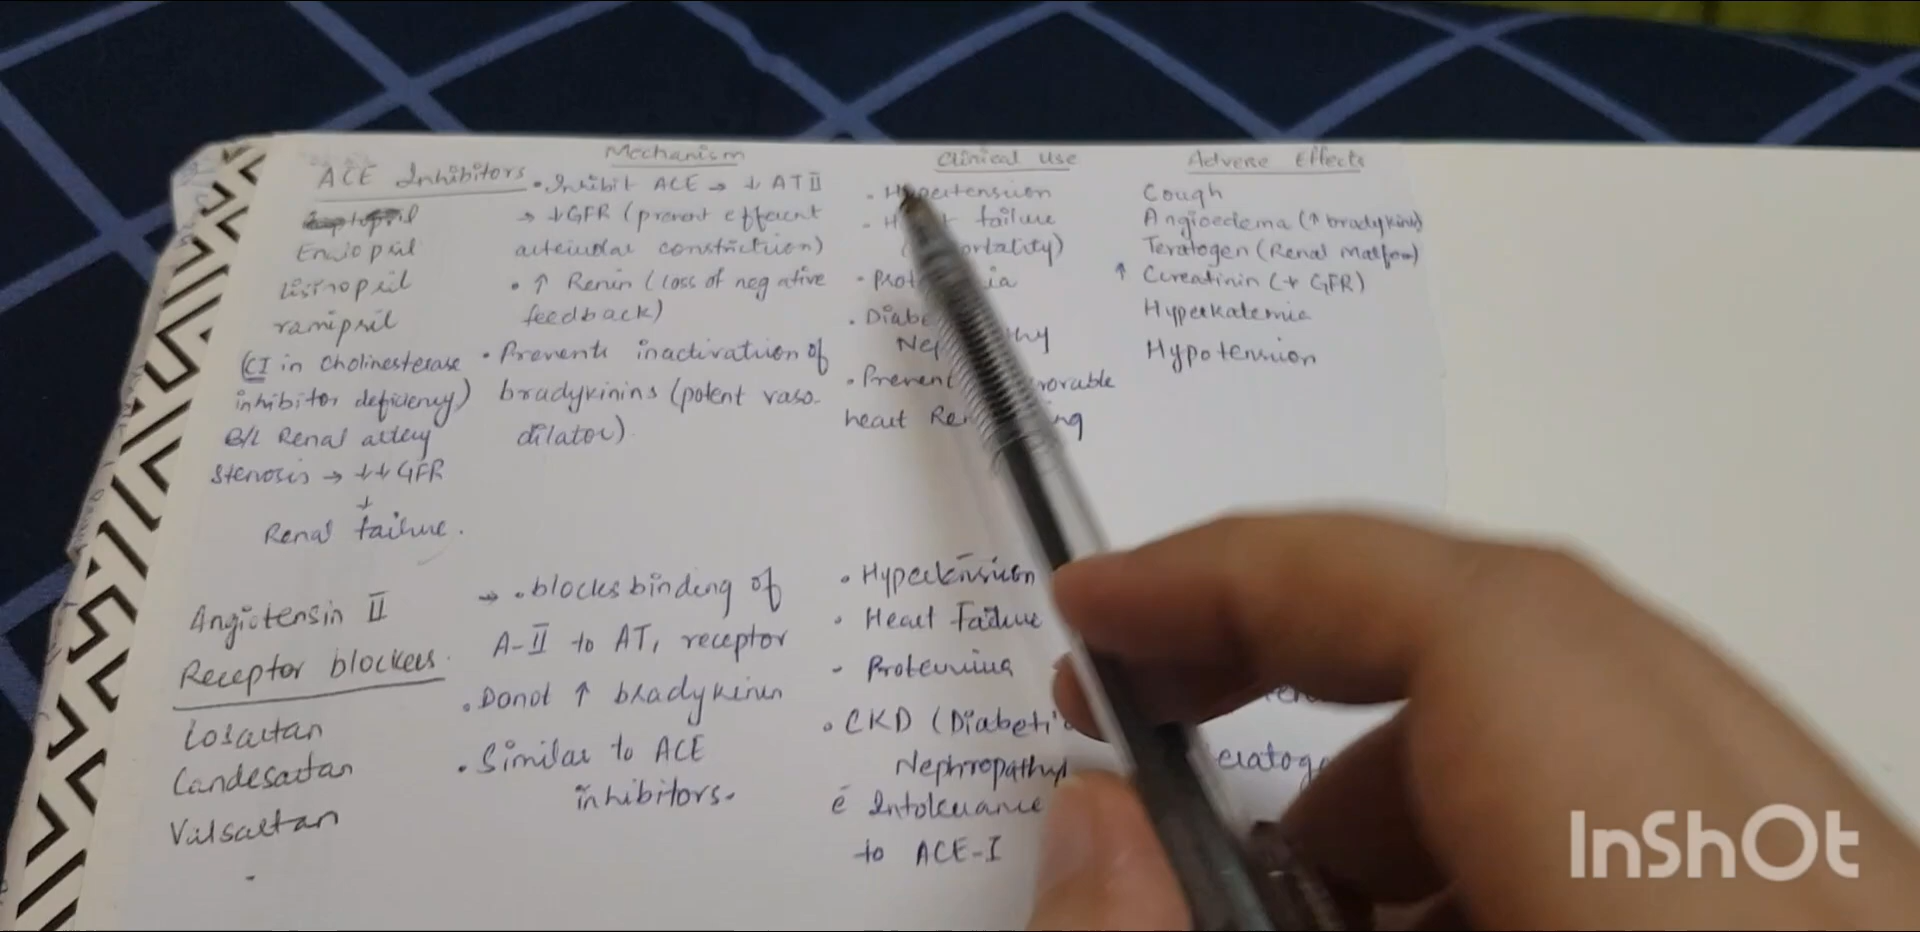 Mechanism
Clinical Use
Adverse Effects
ACE Inhibitors
Enalopril
lisinopril
ramipril
(CI in Cholinesterase
inhibitor deficiency)
B/L Renal artery
Stenosis → ↓↓ GFR
↓
Renal failure.
• Inhibit ACE → ↓ AT II
→ ↓ GFR (prevent efferent
arteriolar constriction)
• ↑ Renin (loss of negative
feedback)
• Prevents inactivation of
bradykinins (potent vaso-
dilator).
• Hypertension
failure
• Diabe
heart
Cough
Angioedema (↑ bradykinin)
Teratogen (Renal malfom)
↑ Creatinin (↓ GFR)
Hyperkalemia
Hypotension
Angiotensin II
Receptor blockers.
Losartan
Candesartan
Valsartan
→ • blocks binding of
A-II to AT₁ receptor
• Donot ↑ bradykinin
• Similar to ACE
inhibitors.
• Hypertension
• Heart Failure
- Proteinuria
• CKD (Diabeti
Nephropathy
c̄ Intolerance
to ACE-I
InShOt